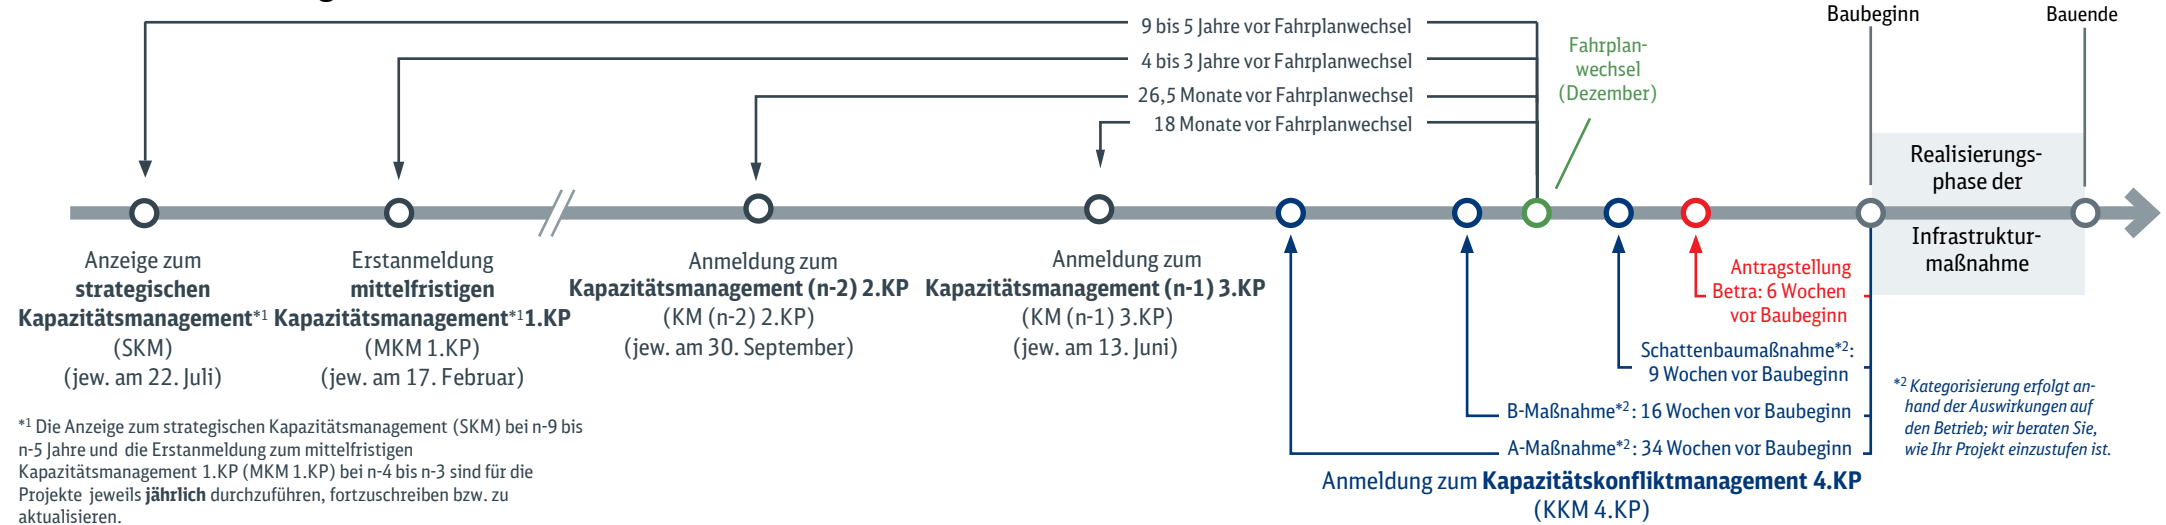 9 bis 5 Jahre vor Fahrplanwechsel
4 bis 3 Jahre vor Fahrplanwechsel
26,5 Monate vor Fahrplanwechsel
18 Monate vor Fahrplanwechsel
Fahrplan-
wechsel
(Dezember)
Baubeginn
Bauende
Realisierungs-
phase der
Infrastruktur-
maßnahme
Anzeige zum
strategischen
Kapazitätsmanagement*1
(SKM)
(jew. am 22. Juli)
Erstanmeldung
mittelfristigen
Kapazitätsmanagement*1 1.KP
(MKM 1.KP)
(jew. am 17. Februar)
Anmeldung zum
Kapazitätsmanagement (n-2) 2.KP
(KM (n-2) 2.KP)
(jew. am 30. September)
Anmeldung zum
Kapazitätsmanagement (n-1) 3.KP
(KM (n-1) 3.KP)
(jew. am 13. Juni)
Antragstellung
Betra: 6 Wochen
vor Baubeginn
Schattenbaumaßnahme*2:
9 Wochen vor Baubeginn
B-Maßnahme*2: 16 Wochen vor Baubeginn
A-Maßnahme*2: 34 Wochen vor Baubeginn
Anmeldung zum Kapazitätskonfliktmanagement 4.KP
(KKM 4.KP)
*2 Kategorisierung erfolgt an-
hand der Auswirkungen auf
den Betrieb; wir beraten Sie,
wie Ihr Projekt einzustufen ist.
*1 Die Anzeige zum strategischen Kapazitätsmanagement (SKM) bei n-9 bis
n-5 Jahre und die Erstanmeldung zum mittelfristigen
Kapazitätsmanagement 1.KP (MKM 1.KP) bei n-4 bis n-3 sind für die
Projekte jeweils jährlich durchzuführen, fortzuschreiben bzw. zu
aktualisieren.